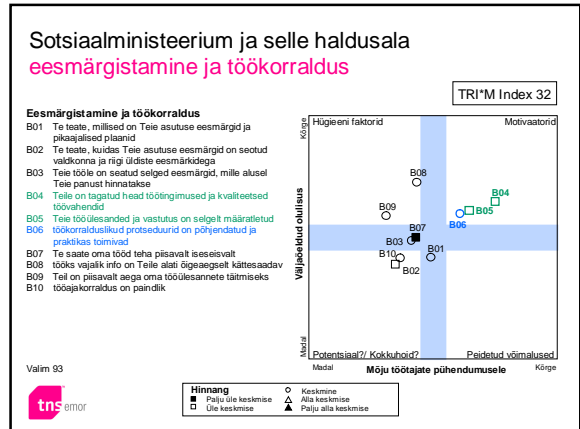 Sotsiaalministeerium ja selle haldusala
eesmärgistamine ja töökorraldus
TRI*M Index 32
Eesmärgistamine ja töökorraldus
B01 Te teate, millised on Teie asutuse eesmärgid ja
pikaajalised plaanid
B02 Te teate, kuidas Teie asutuse eesmärgid on seotud
valdkonna ja riigi üldiste eesmärkidega
B03 Teie tööle on seatud selged eesmärgid, mille alusel
Teie panust hinnatakse
B04 Teile on tagatud head töötingimused ja kvaliteetsed
töövahendid
B05 Teie tööülesanded ja vastutus on selgelt määratletud
B06 töökorralduslikud protseduurid on põhjendatud ja
praktikas toimivad
B07 Te saate oma tööd teha piisavalt iseseisvalt
B08 tööks vajalik info on Teile alati õigeaegselt kättesaadav
B09 Teil on piisavalt aega oma tööülesannete täitmiseks
B10 tööajakorraldus on paindlik
Kõrge
Hügieeni faktorid
Motivaatorid
B08
B04
B09
B05
B06
B07
B03
B01
B10
B02
Väljaöeldud olulisus
Madal
Potentsiaal?/ Kokkuhoid?
Peidetud võimalused
Madal
Mõju töötajate pühendumusele
Kõrge
Valim 93
Hinnang
Palju üle keskmise
Üle keskmise
Keskmine
Alla keskmise
Palju alla keskmise
tns emor